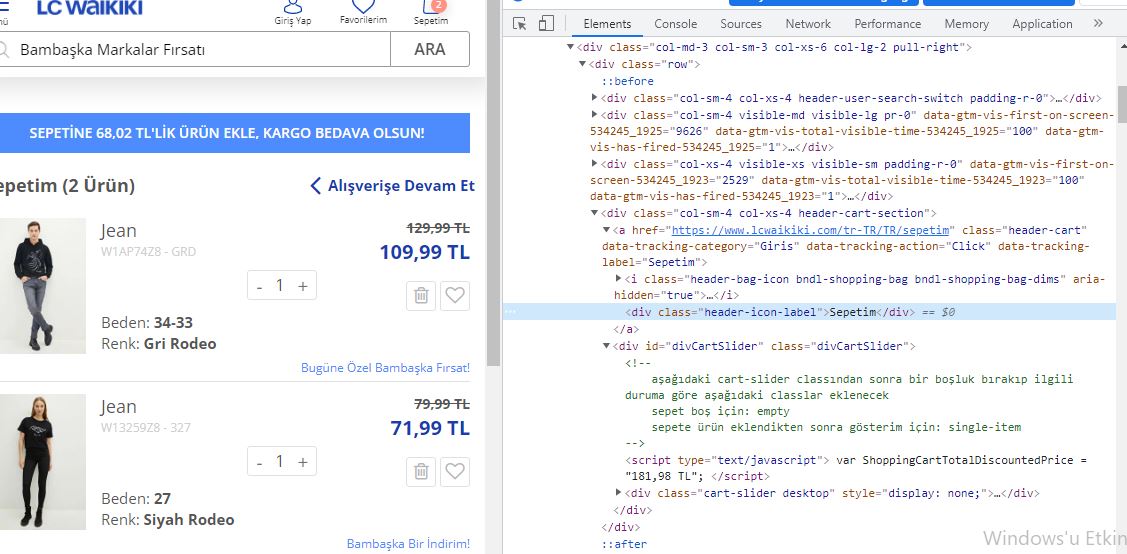 LC WAIKIKI
nü
Giriş Yap
Favorilerim
2
Sepetim
Bambaşka Markalar Fırsatı
ARA
SEPETİNE 68,02 TL'LİK ÜRÜN EKLE, KARGO BEDAVA OLSUN!
epetim (2 Ürün)
Alışverişe Devam Et
Jean
129,99 TL
W1AP74Z8 - GRD
109,99 TL
- 1 +
Beden: 34-33
Renk: Gri Rodeo
Bugüne Özel Bambaşka Fırsat!
Jean
79,99 TL
W13259Z8 - 327
71,99 TL
- 1 +
Beden: 27
Renk: Siyah Rodeo
Bambaşka Bir İndirim!
Elements Console Sources Network Performance Memory Application Security »
<div class="col-md-3 col-sm-3 col-xs-6 col-lg-2 pull-right">
<div class="row">
::before
<div class="col-sm-4 col-xs-4 header-user-search-switch padding-r-0">…</div>
<div class="col-sm-4 visible-md visible-lg pr-0" data-gtm-vis-first-on-screen-
534245_1925="9626" data-gtm-vis-total-visible-time-534245_1925="100" data-gtm-
vis-has-fired-534245_1925="1">…</div>
<div class="col-xs-4 visible-xs visible-sm padding-r-0" data-gtm-vis-first-on-
screen-534245_1923="2529" data-gtm-vis-total-visible-time-534245_1923="100"
data-gtm-vis-has-fired-534245_1923="1">…</div>
<div class="col-sm-4 col-xs-4 header-cart-section">
<a href="https://www.lcwaikiki.com/tr-TR/TR/sepetim" class="header-cart"
data-tracking-category="Giris" data-tracking-action="Click" data-tracking-
label="Sepetim">
<i class="header-bag-icon bndl-shopping-bag bndl-shopping-bag-dims" aria-
hidden="true">…</i>
… <div class="header-icon-label">Sepetim</div> == $0
</a>
<div id="divCartSlider" class="divCartSlider">
<!--
aşağıdaki cart-slider classından sonra bir boşluk bırakıp ilgili
duruma göre aşağıdaki classlar eklenecek
sepet boş için: empty
sepete ürün eklendikten sonra gösterim için: single-item
-->
<script type="text/javascript"> var ShoppingCartTotalDiscountedPrice =
"181,98 TL"; </script>
<div class="cart-slider desktop" style="display: none;">…</div>
</div>
</div>
::after
Windows'u Etkin